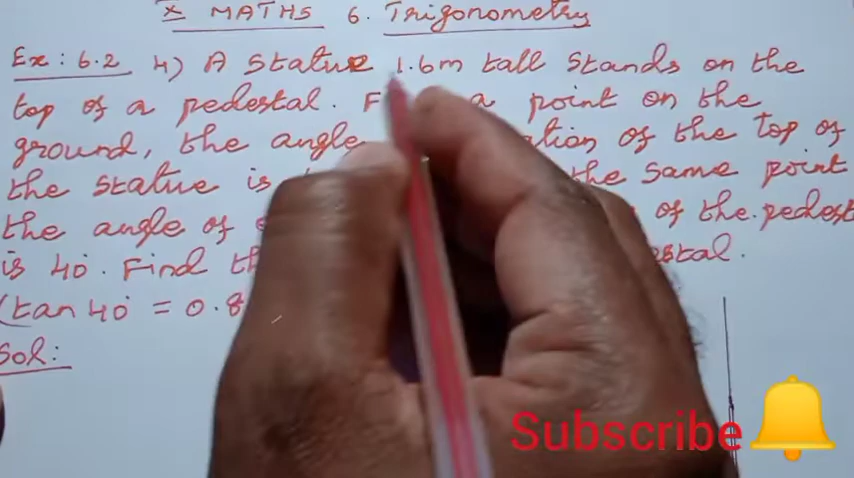 X MATHS 6. Trigonometry
Ex: 6.2 4) A statue 1.6m tall stands on the
top of a pedestal. F a point on the
ground, the angle ation of the top of
the statue is the same point
the angle of of the pedest
is 40°. Find th estal.
(tan 40° = 0.8
Sol:
Subscribe